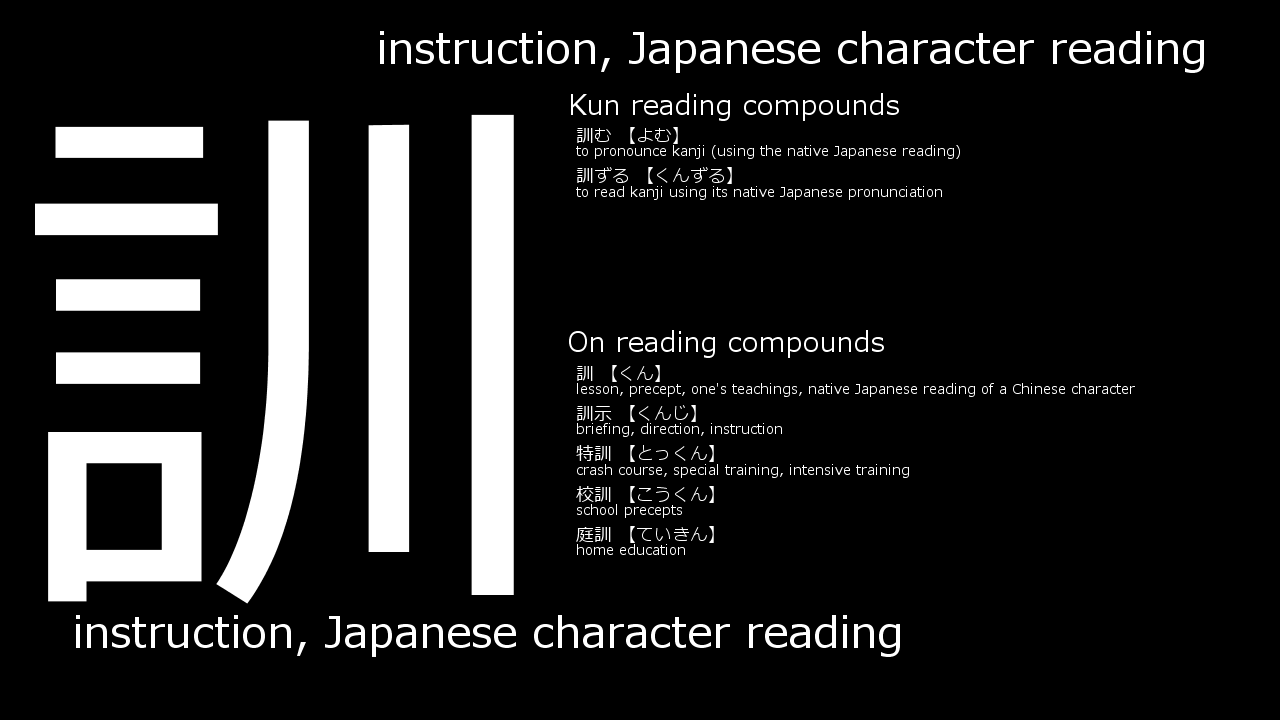 instruction, Japanese character reading
訓
Kun reading compounds
訓む 【よむ】
to pronounce kanji (using the native Japanese reading)
訓ずる 【くんずる】
to read kanji using its native Japanese pronunciation
On reading compounds
訓 【くん】
lesson, precept, one's teachings, native Japanese reading of a Chinese character
訓示 【くんじ】
briefing, direction, instruction
特訓 【とっくん】
crash course, special training, intensive training
校訓 【こうくん】
school precepts
庭訓 【ていきん】
home education
instruction, Japanese character reading